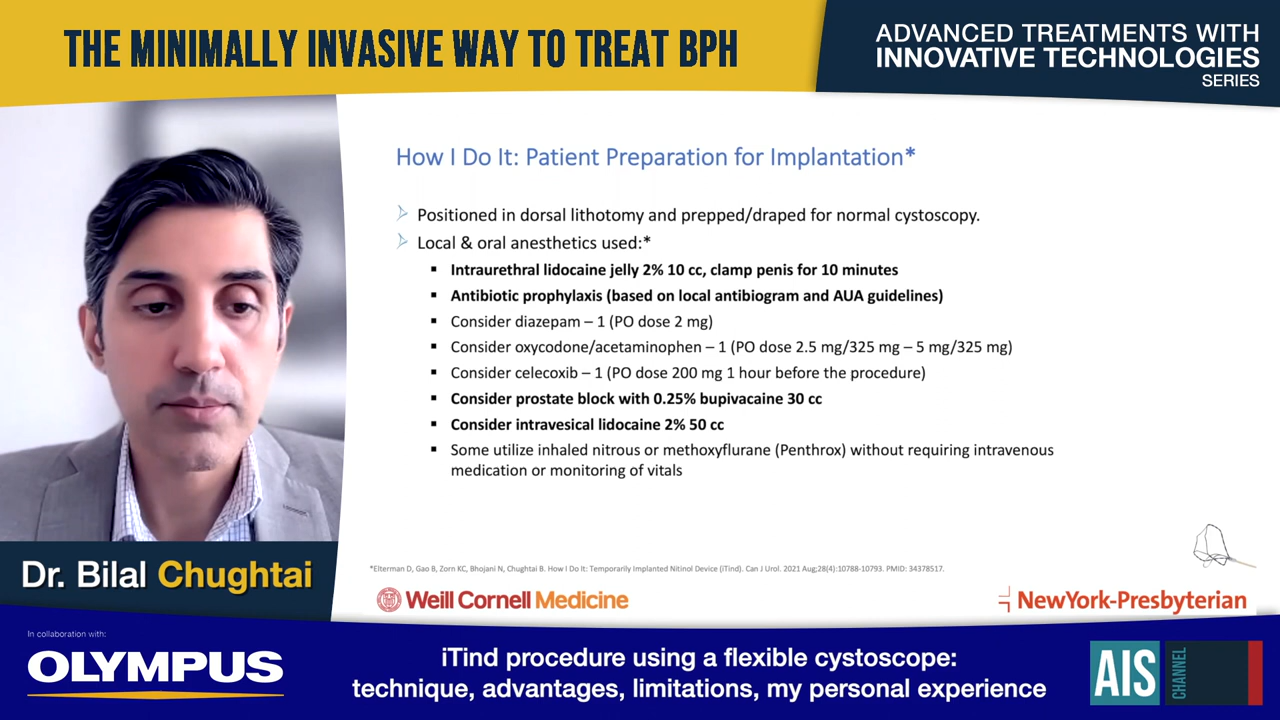 THE MINIMALLY INVASIVE WAY TO TREAT BPH
ADVANCED TREATMENTS WITH
INNOVATIVE TECHNOLOGIES
SERIES
How I Do It: Patient Preparation for Implantation*
Positioned in dorsal lithotomy and prepped/draped for normal cystoscopy.
Local & oral anesthetics used:*
Intraurethral lidocaine jelly 2% 10 cc, clamp penis for 10 minutes
Antibiotic prophylaxis (based on local antibiogram and AUA guidelines)
Consider diazepam – 1 (PO dose 2 mg)
Consider oxycodone/acetaminophen – 1 (PO dose 2.5 mg/325 mg – 5 mg/325 mg)
Consider celecoxib – 1 (PO dose 200 mg 1 hour before the procedure)
Consider prostate block with 0.25% bupivacaine 30 cc
Consider intravesical lidocaine 2% 50 cc
Some utilize inhaled nitrous or methoxyflurane (Penthrox) without requiring intravenous
medication or monitoring of vitals
*Elterman D, Gao B, Zorn KC, Bhojani N, Chughtai B. How I Do It: Temporarily Implanted Nitinol Device (iTind). Can J Urol. 2021 Aug;28(4):10788-10793. PMID: 34378517.
Dr. Bilal Chughtai
Weill Cornell Medicine
NewYork-Presbyterian
In collaboration with:
OLYMPUS
iTind procedure using a flexible cystoscope:
technique, advantages, limitations, my personal experience
AIS
CHANNEL